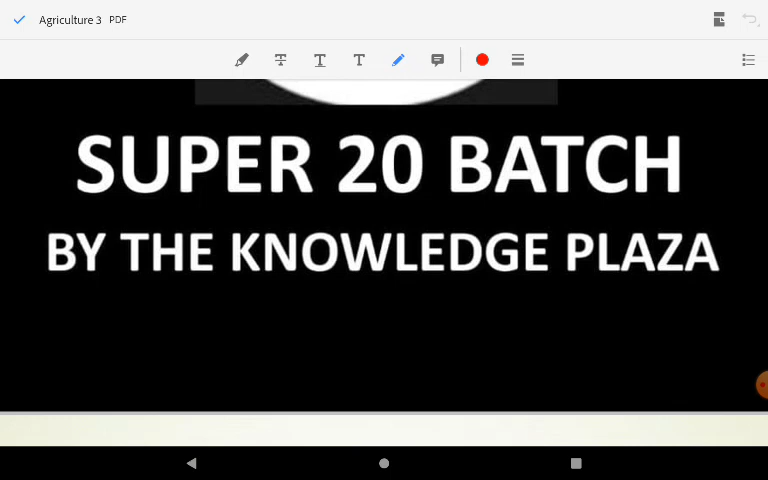 Agriculture 3 PDF
SUPER 20 BATCH
BY THE KNOWLEDGE PLAZA